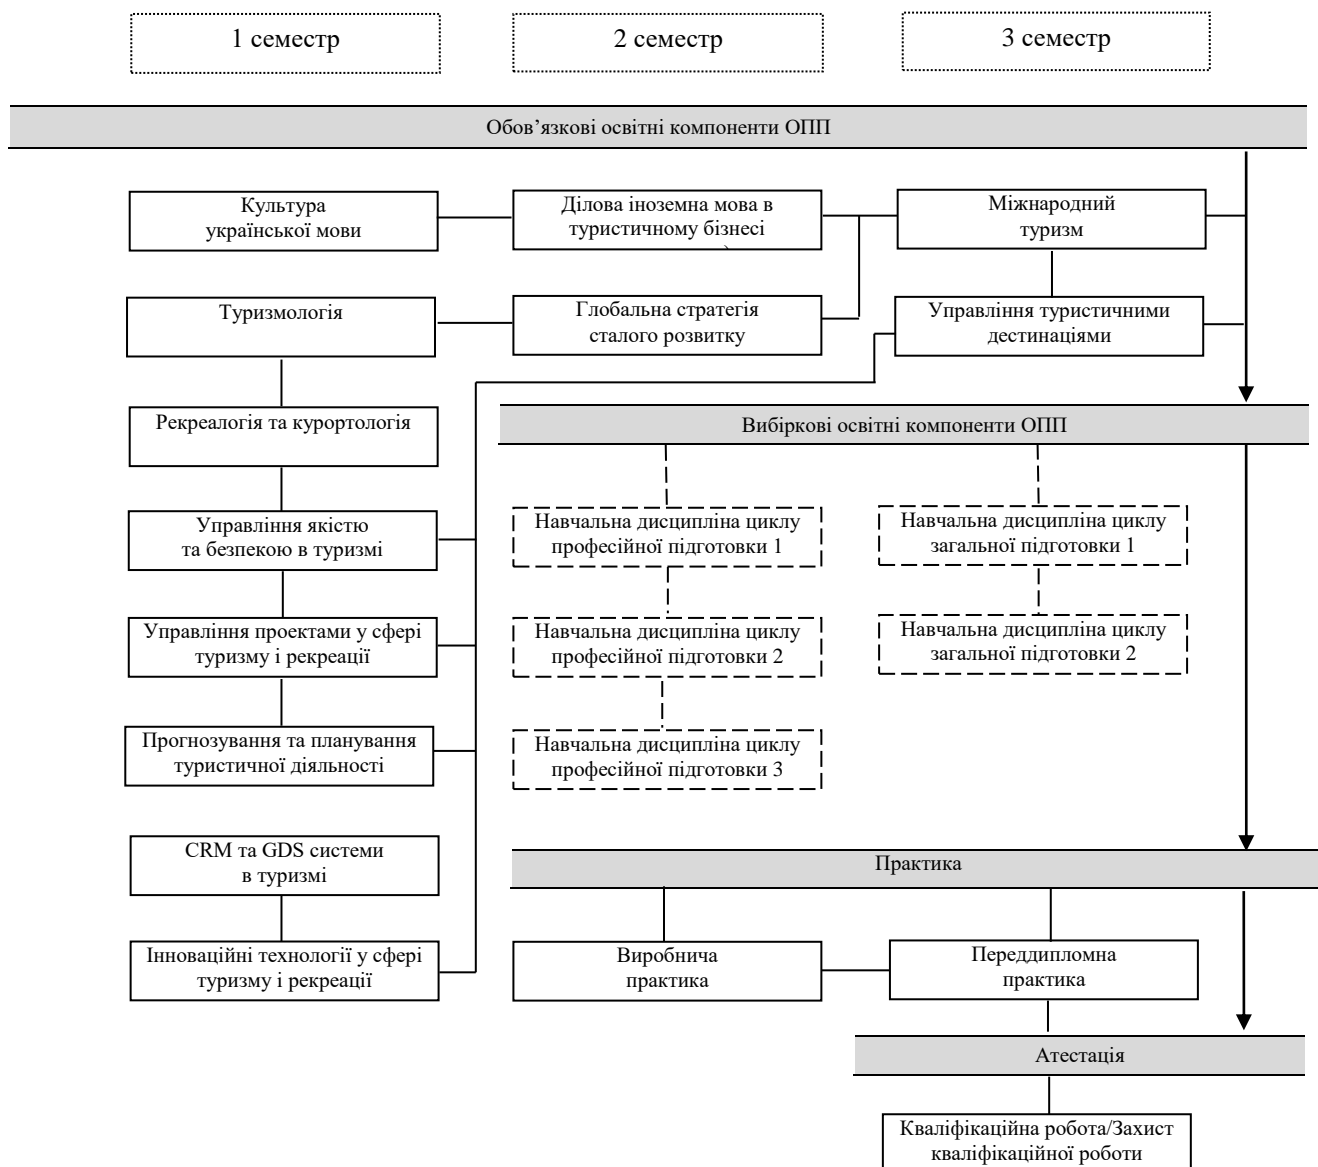 1 семестр
2 семестр
3 семестр
Обов’язкові освітні компоненти ОПП
Культура
української мови
Ділова іноземна мова в
туристичному бізнесі
Міжнародний
туризм
Туризмологія
Глобальна стратегія
сталого розвитку
Управління туристичними
дестинаціями
Рекреалогія та курортологія
Вибіркові освітні компоненти ОПП
Управління якістю
та безпекою в туризмі
Навчальна дисципліна циклу
професійної підготовки 1
Навчальна дисципліна циклу
загальної підготовки 1
Управління проектами у сфері
туризму і рекреації
Навчальна дисципліна циклу
професійної підготовки 2
Навчальна дисципліна циклу
загальної підготовки 2
Прогнозування та планування
туристичної діяльності
Навчальна дисципліна циклу
професійної підготовки 3
CRM та GDS системи
в туризмі
Практика
Інноваційні технології у сфері
туризму і рекреації
Виробнича
практика
Переддипломна
практика
Атестація
Кваліфікаційна робота/Захист
кваліфікаційної роботи